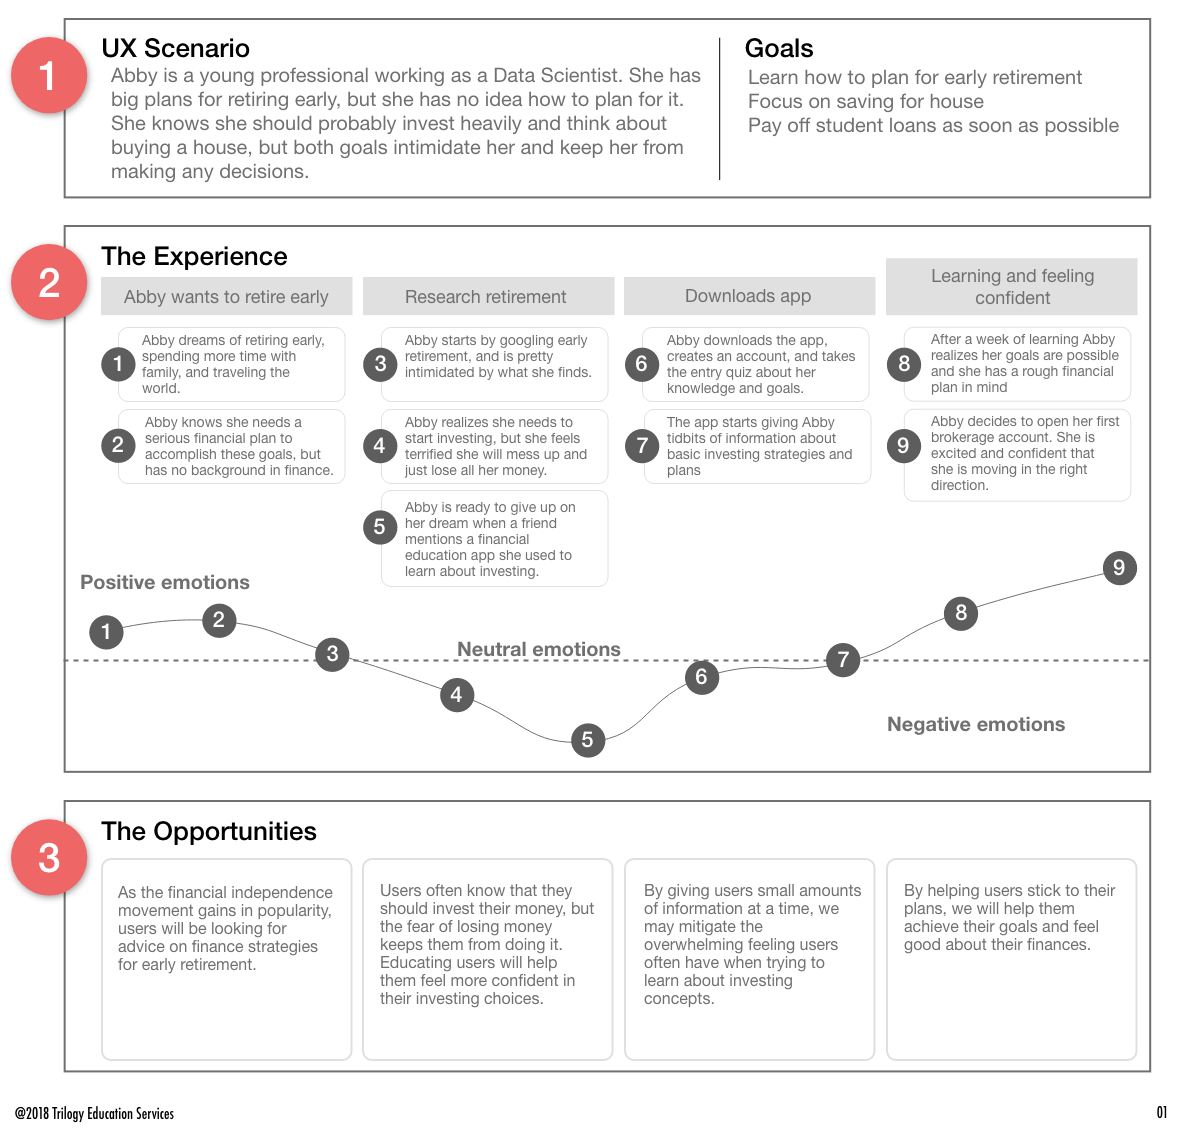 1
UX Scenario
Abby is a young professional working as a Data Scientist. She has
big plans for retiring early, but she has no idea how to plan for it.
She knows she should probably invest heavily and think about
buying a house, but both goals intimidate her and keep her from
making any decisions.
Goals
Learn how to plan for early retirement
Focus on saving for house
Pay off student loans as soon as possible
2
The Experience
Abby wants to retire early
1
Abby dreams of retiring early,
spending more time with
family, and traveling the
world.
2
Abby knows she needs a
serious financial plan to
accomplish these goals, but
has no background in finance.
Research retirement
3
Abby starts by googling early
retirement, and is pretty
intimidated by what she finds.
4
Abby realizes she needs to
start investing, but she feels
terrified she will mess up and
just lose all her money.
5
Abby is ready to give up on
her dream when a friend
mentions a financial
education app she used to
learn about investing.
Downloads app
6
Abby downloads the app,
creates an account, and takes
the entry quiz about her
knowledge and goals.
7
The app starts giving Abby
tidbits of information about
basic investing strategies and
plans
Learning and feeling
confident
8
After a week of learning Abby
realizes her goals are possible
and she has a rough financial
plan in mind
9
Abby decides to open her first
brokerage account. She is
excited and confident that
she is moving in the right
direction.
Positive emotions
1
2
3
4
5
6
7
8
9
Neutral emotions
Negative emotions
3
The Opportunities
As the financial independence
movement gains in popularity,
users will be looking for
advice on finance strategies
for early retirement.
Users often know that they
should invest their money, but
the fear of losing money
keeps them from doing it.
Educating users will help
them feel more confident in
their investing choices.
By giving users small amounts
of information at a time, we
may mitigate the
overwhelming feeling users
often have when trying to
learn about investing
concepts.
By helping users stick to their
plans, we will help them
achieve their goals and feel
good about their finances.
@2018 Trilogy Education Services
01